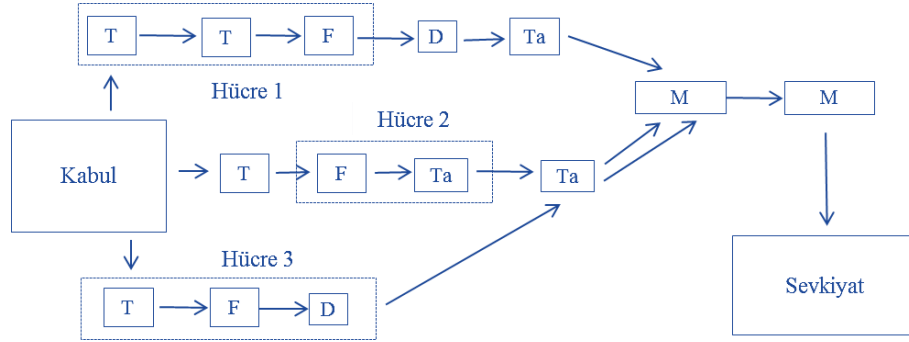 T T F D Ta
Hücre 1
M M
Hücre 2
Kabul
T F Ta Ta
Hücre 3
T F D
Sevkiyat